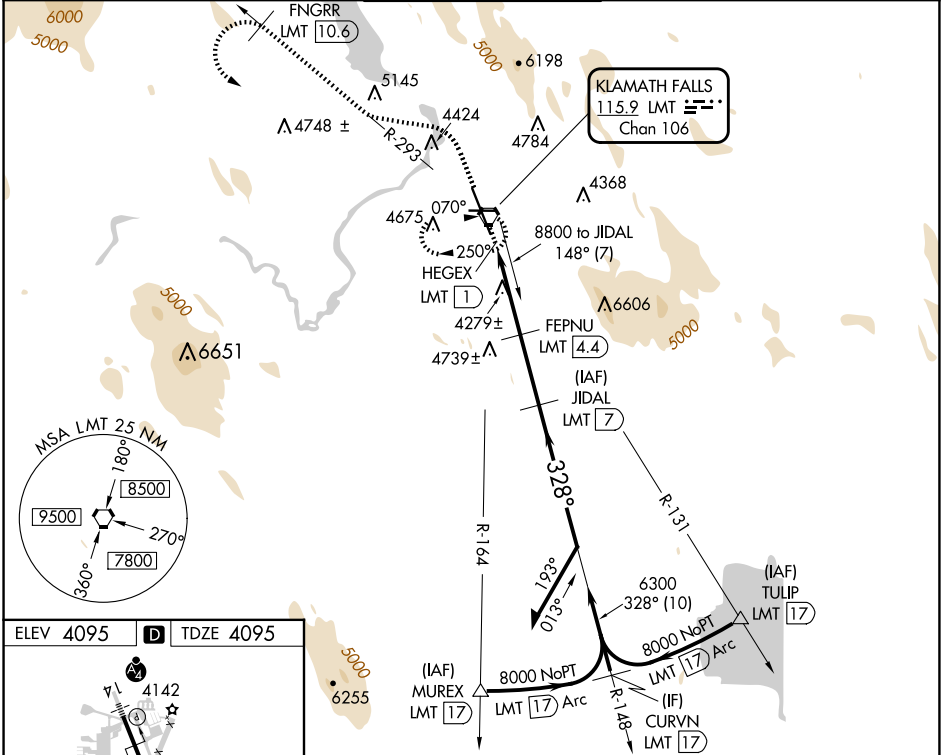 6000
5000
FNGRR
LMT 10.6
5000
6198
5145
4748 ±
4424
R-293
4784
KLAMATH FALLS
115.9 LMT
Chan 106
4368
4675
070°
250°
8800 to JIDAL
148° (7)
HEGEX
LMT 1
4279±
6606
5000
5000
6651
FEPNU
LMT 4.4
4739±
(IAF)
JIDAL
LMT 7
MSA LMT 25 NM
180°
8500
9500
270°
7800
360°
328°
R-164
R-131
193°
013°
6300
328° (10)
(IAF)
TULIP
LMT 17
8000 NoPT
LMT 17 Arc
(IAF)
MUREX
LMT 17
8000 NoPT
LMT 17 Arc
R-148
(IF)
CURVN
LMT 17
5000
6255
ELEV 4095
D
TDZE 4095
A4
14
4142
P